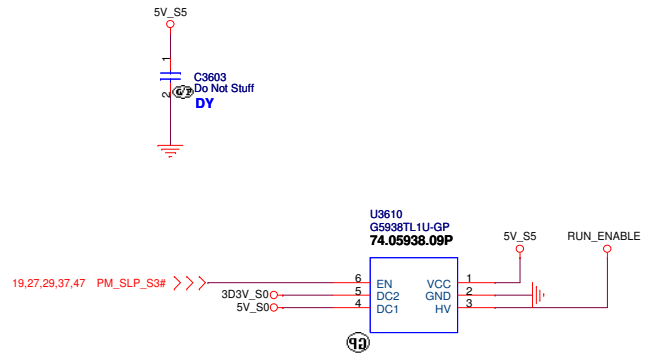 5V_S5
1
C3603
Do Not Stuff
2
G/P
DY
U3610
G5938TL1U-GP
74.05938.09P
5V_S5
RUN_ENABLE
19,27,29,37,47 PM_SLP_S3#
6 EN VCC 1
3D3V_S0 5 DC2 GND 2
5V_S0 4 DC1 HV 3
GP